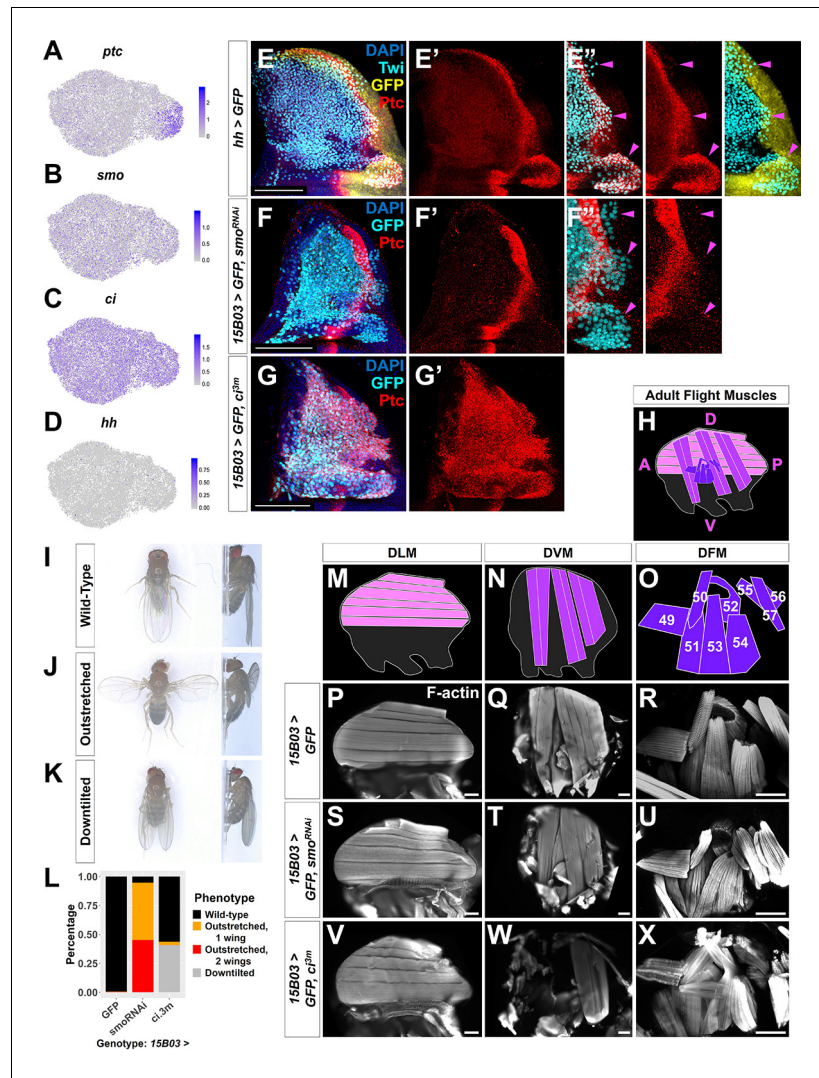 A
ptc
3
2
1
0
B
smo
1.0
0.5
0.0
C
ci
1.5
1.0
0.5
0.0
D
hh
0.75
0.50
0.25
0.00
hh > GFP
E
DAPI
Twi
GFP
Ptc
E'
E''
15B03 > GFP, smoRNAi
F
DAPI
GFP
Ptc
F'
F''
15B03 > GFP, ci3m
G
DAPI
GFP
Ptc
G'
Adult Flight Muscles
H
D
A
P
V
I
Wild-Type
J
Outstretched
K
Downtilted
L
Percentage
1.00
0.75
0.50
0.25
0.00
GFP
smoRNAi
ci.3m
Genotype: 15B03 >
Phenotype
Wild-type
Outstretched, 1 wing
Outstretched, 2 wings
Downtilted
DLM
DVM
DFM
M
N
O
49
50
51
52
53
54
55
56
57
15B03 > GFP
P
F-actin
Q
R
15B03 > GFP, smoRNAi
S
T
U
15B03 > GFP, ci3m
V
W
X